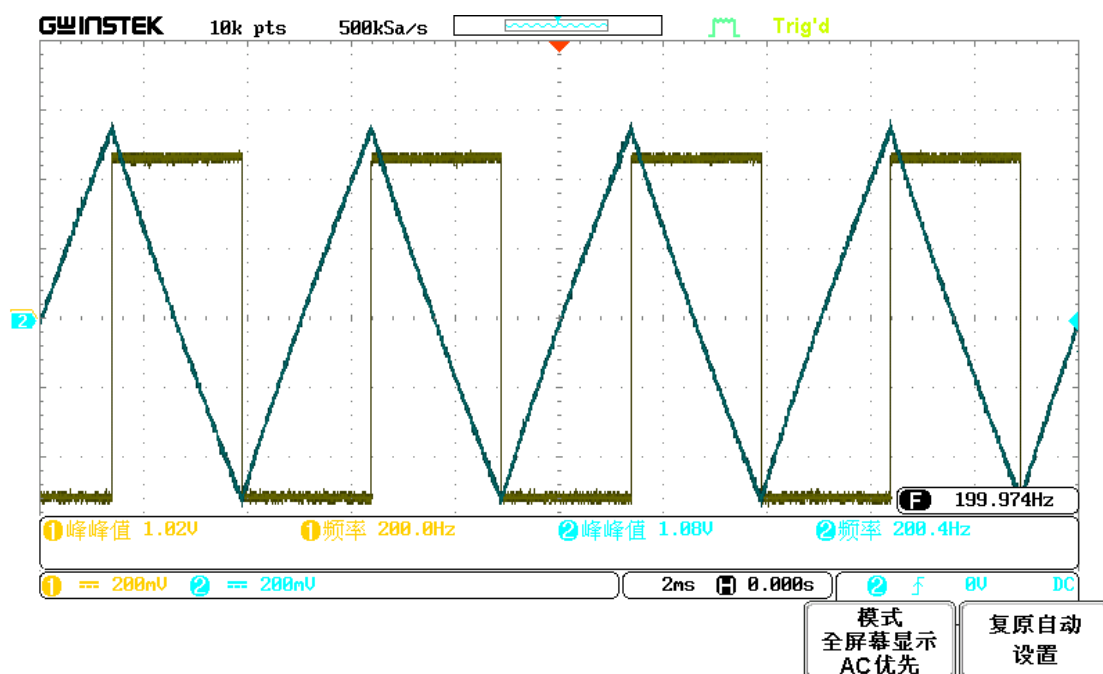 GWINSTEK 10k pts 500kSa/s Trig'd
2
F 199.974Hz
1 峰峰值 1.02V 1 频率 200.0Hz 2 峰峰值 1.08V 2 频率 200.4Hz
1 200mV 2 200mV 2ms H 0.000s 2 0V DC
模式
全屏幕显示
AC优先
复原自动
设置